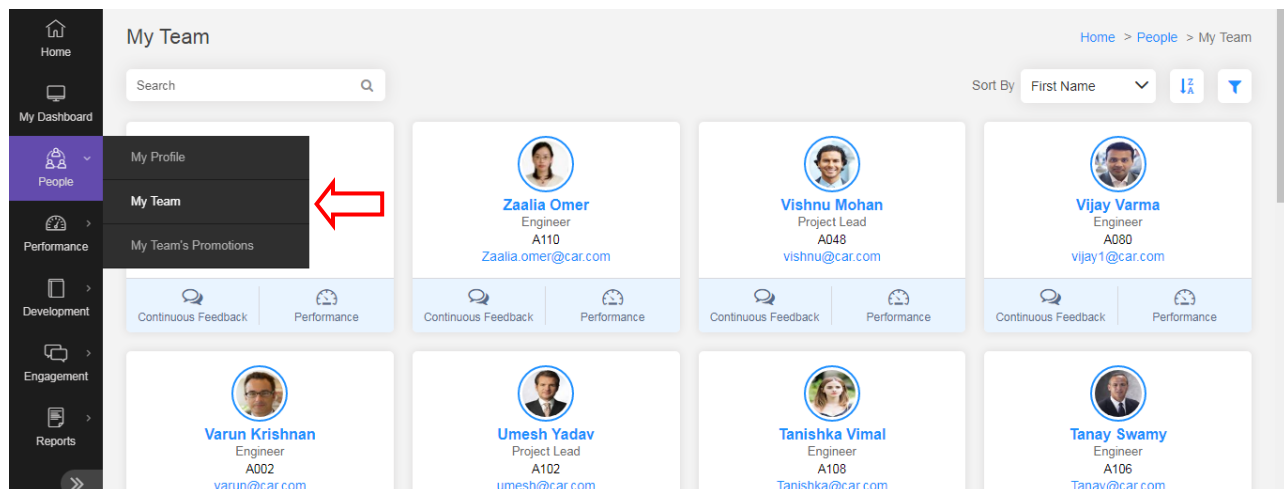 Home
My Dashboard
People
Performance
Development
Engagement
Reports
My Profile
My Team
My Team's Promotions
My Team
Home > People > My Team
Search
Sort By First Name
Z
A
Continuous Feedback Performance
Zaalia Omer
Engineer
A110
Zaalia.omer@car.com
Continuous Feedback Performance
Vishnu Mohan
Project Lead
A048
vishnu@car.com
Continuous Feedback Performance
Vijay Varma
Engineer
A080
vijay1@car.com
Continuous Feedback Performance
Varun Krishnan
Engineer
A002
varun@car.com
Umesh Yadav
Project Lead
A102
umesh@car.com
Tanishka Vimal
Engineer
A108
Tanishka@car.com
Tanay Swamy
Engineer
A106
Tanay@car.com